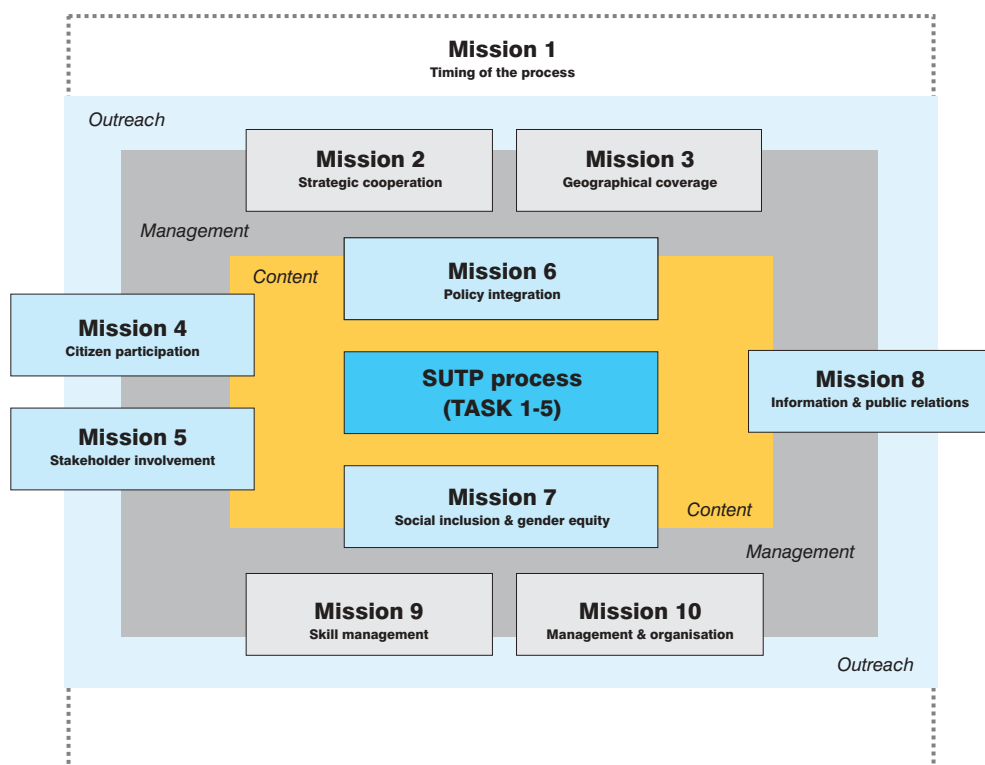 Mission 1
Timing of the process
Outreach
Mission 2
Strategic cooperation
Mission 3
Geographical coverage
Management
Content
Mission 6
Policy integration
Mission 4
Citizen participation
SUTP process
(TASK 1-5)
Mission 8
Information & public relations
Mission 5
Stakeholder involvement
Mission 7
Social inclusion & gender equity
Content
Management
Mission 9
Skill management
Mission 10
Management & organisation
Outreach